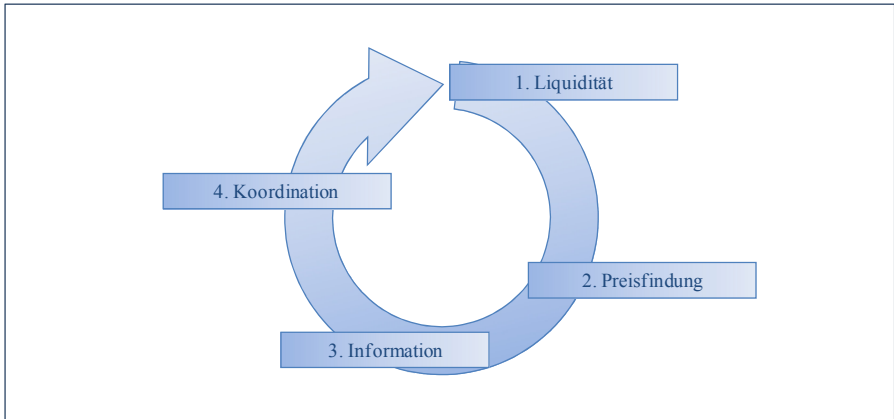 1. Liquidität
2. Preisfindung
3. Information
4. Koordination